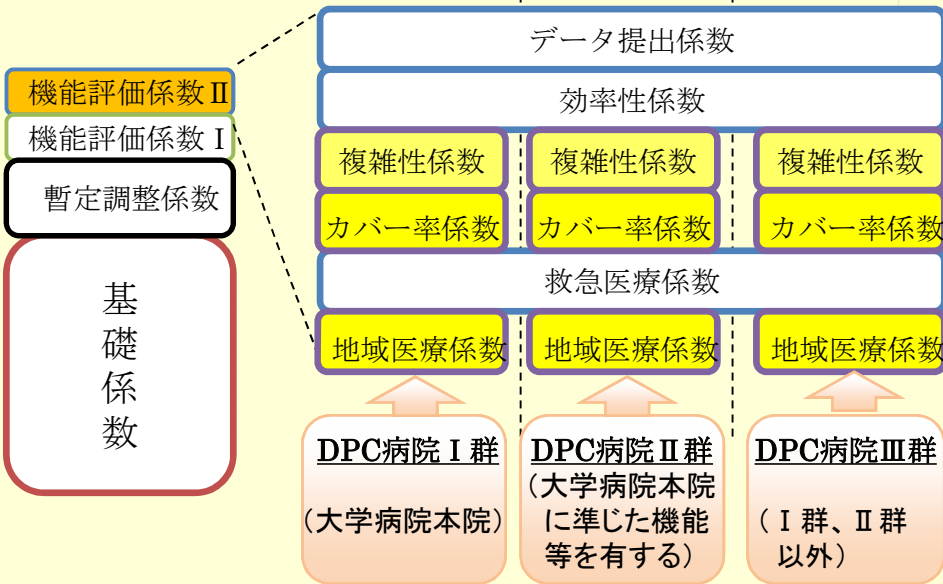 機能評価係数Ⅱ
機能評価係数Ⅰ
暫定調整係数
基
礎
係
数
データ提出係数
効率性係数
複雑性係数 複雑性係数 複雑性係数
カバー率係数 カバー率係数 カバー率係数
救急医療係数
地域医療係数 地域医療係数 地域医療係数
DPC病院Ⅰ群
(大学病院本院)
DPC病院Ⅱ群
(大学病院本院
に準じた機能
等を有する)
DPC病院Ⅲ群
(Ⅰ群、Ⅱ群
以外)